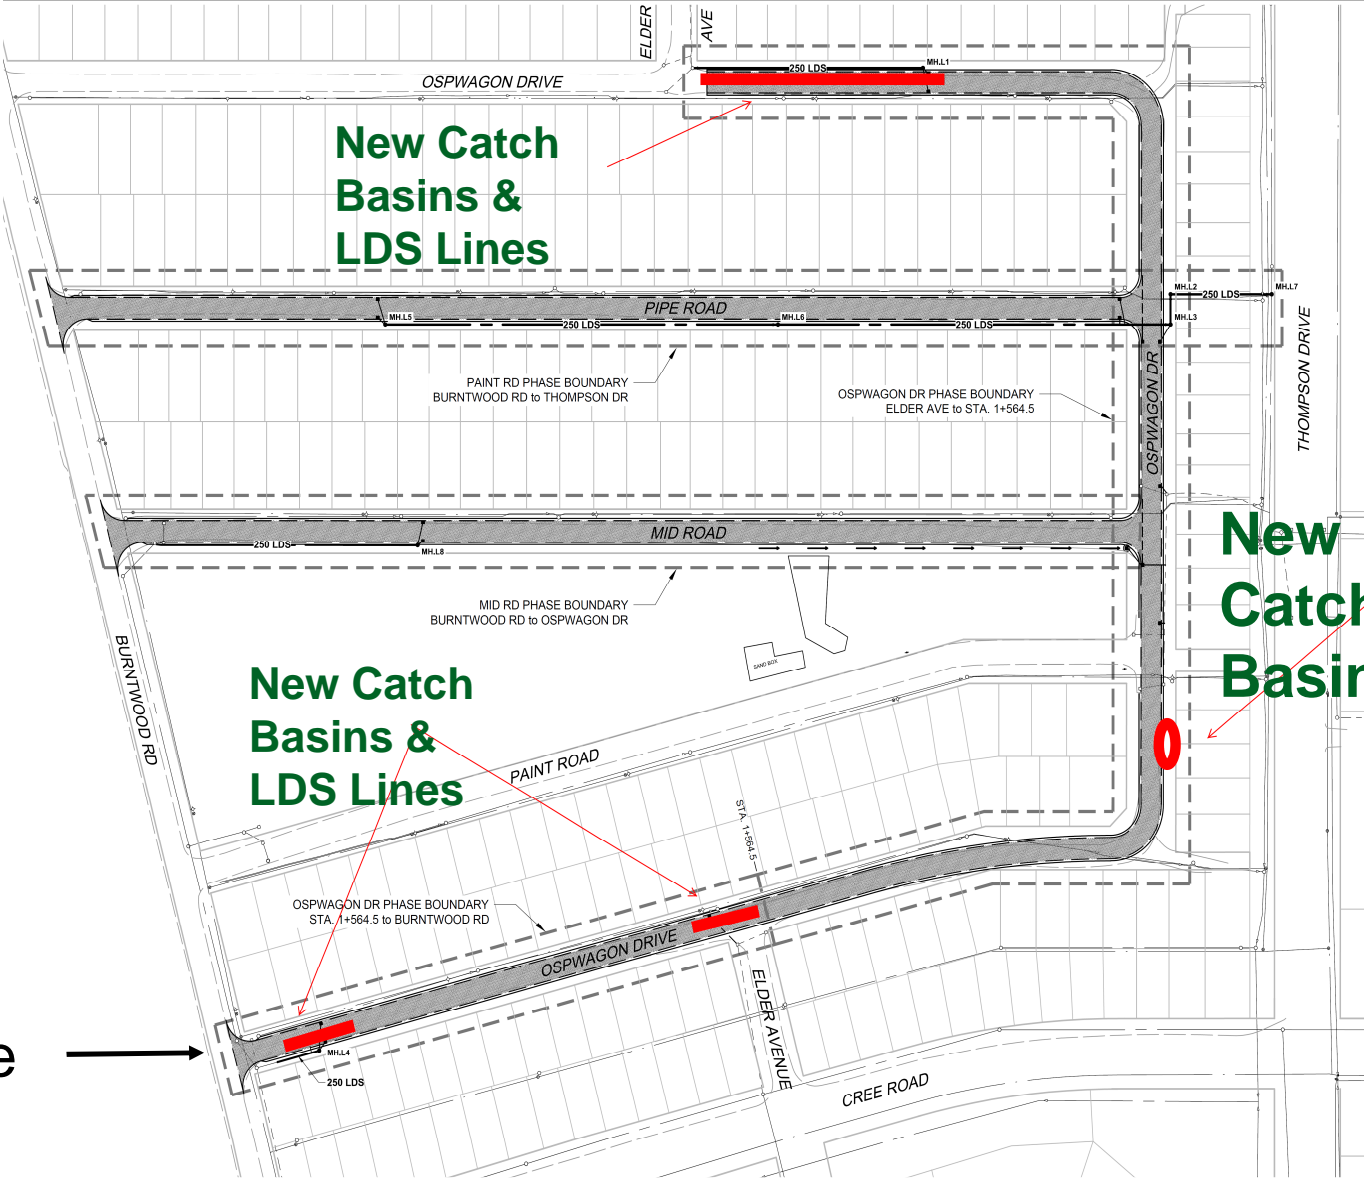 ELDER
AVE
OSPWAGON DRIVE
250 LDS
MH.L1
New Catch
Basins &
LDS Lines
MH.L2
250 LDS
MH.L7
PIPE ROAD
MH.L5
250 LDS
MH.L6
250 LDS
MH.L3
THOMPSON DRIVE
PAINT RD PHASE BOUNDARY
BURNTWOOD RD to THOMPSON DR
OSPWAGON DR PHASE BOUNDARY
ELDER AVE to STA. 1+564.5
OSPWAGON DR
MID ROAD
250 LDS
MH.L8
New
Catch
Basin
MID RD PHASE BOUNDARY
BURNTWOOD RD to OSPWAGON DR
SAND BOX
BURNTWOOD RD
New Catch
Basins &
LDS Lines
PAINT ROAD
STA. 1+564.5
OSPWAGON DR PHASE BOUNDARY
STA. 1+564.5 to BURNTWOOD RD
OSPWAGON DRIVE
ELDER AVENUE
e
MH.L4
250 LDS
CREE ROAD